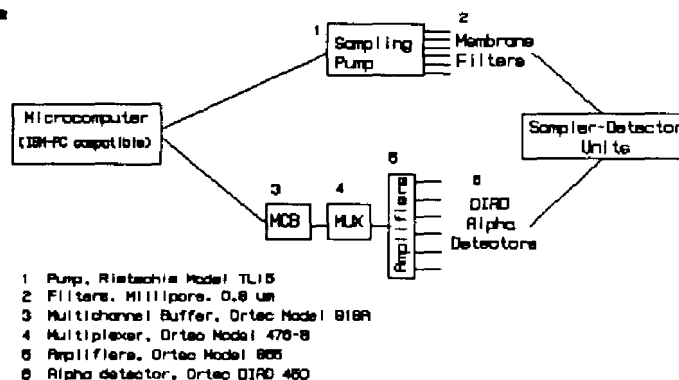 1
2
Sampling
Pump
Membrane
Filters
Microcomputer
(IBM-PC compatible)
Sampler-Detector
Units
3
4
5
6
MCB
MUX
Amplifiers
DIAD
Alpha
Detectors
1 Pump, Rietschle Model TL15
2 Filters, Millipore, 0.8 um
3 Multichannel Buffer, Ortec Model 918A
4 Multiplexer, Ortec Model 476-8
5 Amplifiers, Ortec Model 855
6 Alpha detector, Ortec DIAD 450